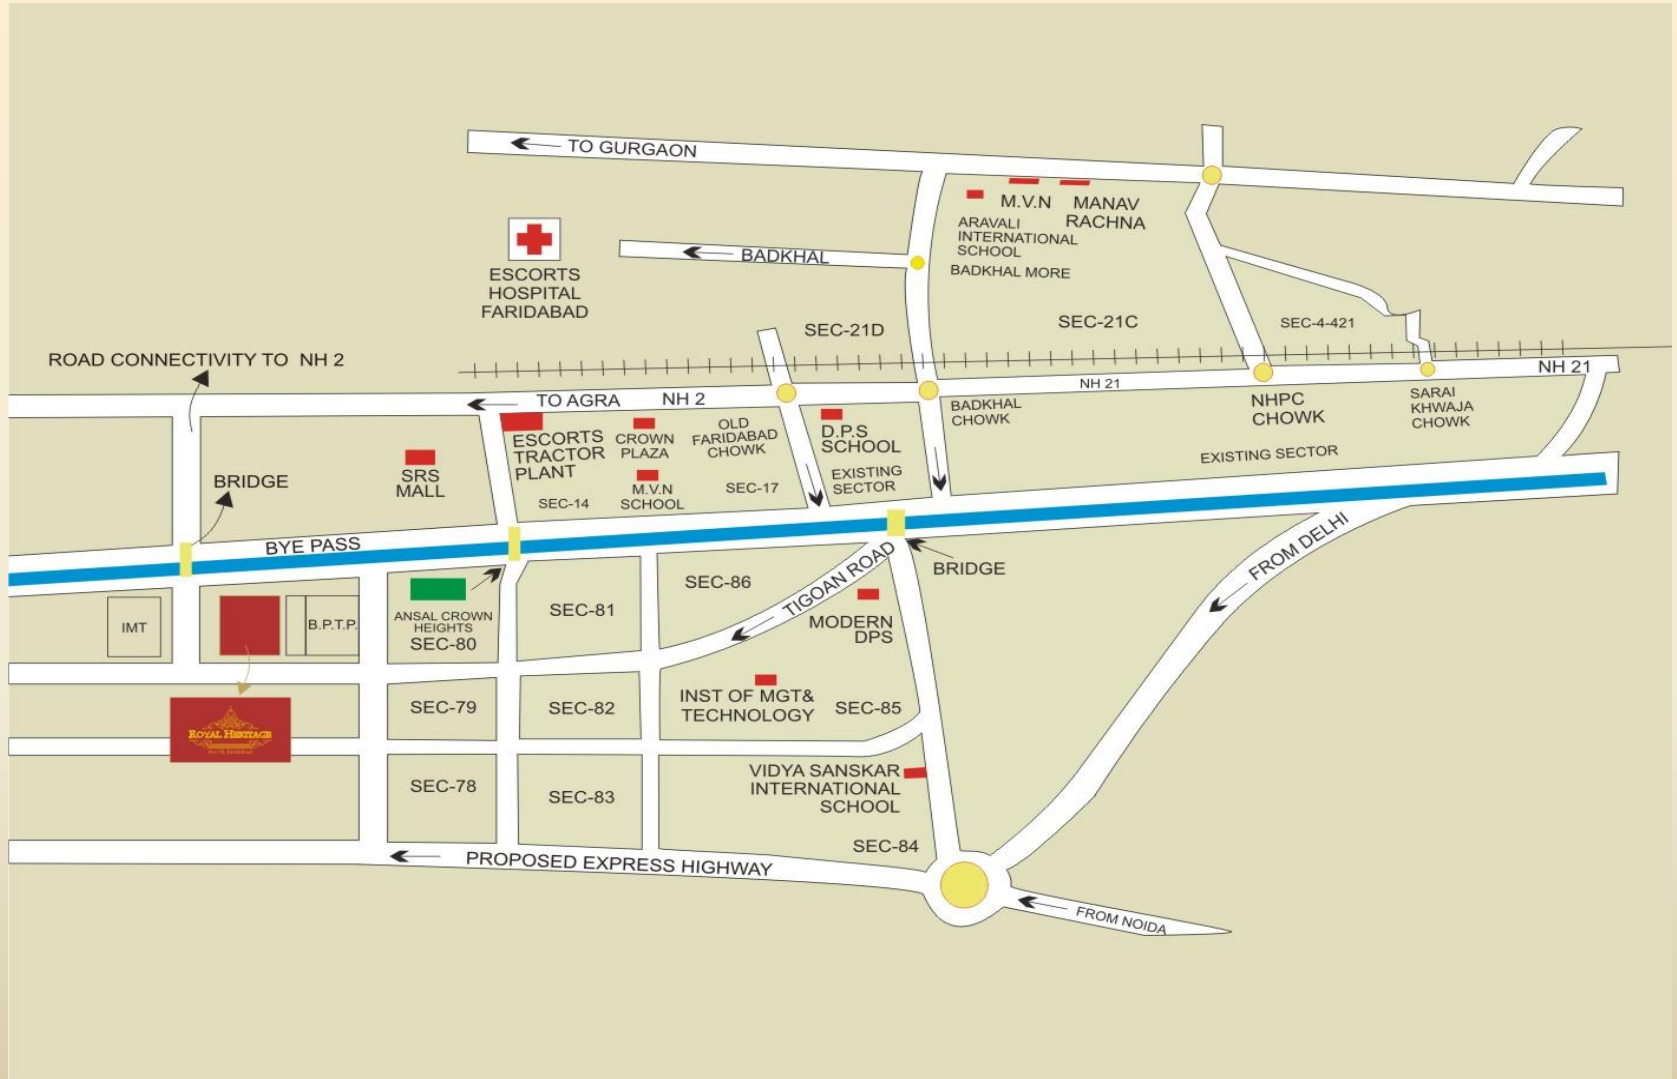 TO GURGAON
M.V.N
MANAV
RACHNA
ARAVALI
INTERNATIONAL
SCHOOL
BADKHAL
BADKHAL MORE
ESCORTS
HOSPITAL
FARIDABAD
SEC-21D
SEC-21C
SEC-4-421
ROAD CONNECTIVITY TO NH 2
TO AGRA
NH 2
NH 21
NH 21
BADKHAL
CHOWK
NHPC
CHOWK
SARAI
KHWAJA
CHOWK
ESCORTS
TRACTOR
PLANT
CROWN
PLAZA
OLD
FARIDABAD
CHOWK
D.P.S
SCHOOL
EXISTING
SECTOR
EXISTING SECTOR
SRS
MALL
BRIDGE
M.V.N
SCHOOL
SEC-14
SEC-17
BYE PASS
BRIDGE
FROM DELHI
TIGOAN ROAD
SEC-86
SEC-81
ANSAL CROWN
HEIGHTS
SEC-80
IMT
B.P.T.P.
MODERN
DPS
INST OF MGT&
TECHNOLOGY
SEC-85
SEC-79
SEC-82
ROYAL HERITAGE
VIDYA SANSKAR
INTERNATIONAL
SCHOOL
SEC-78
SEC-83
SEC-84
PROPOSED EXPRESS HIGHWAY
FROM NOIDA